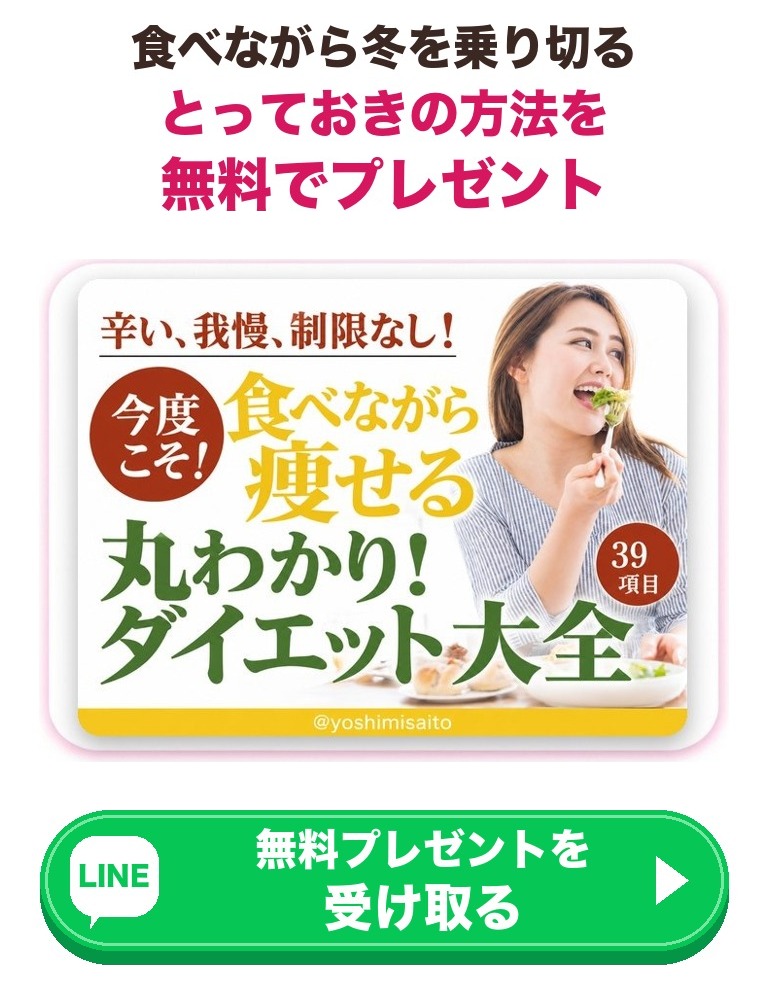 食べながら冬を乗り切る
とっておきの方法を
無料でプレゼント
辛い、我慢、制限なし！
今度
こそ！
食べながら
痩せる
丸わかり！
ダイエット大全
39
項目
@yoshimisaito
LINE
無料プレゼントを
受け取る